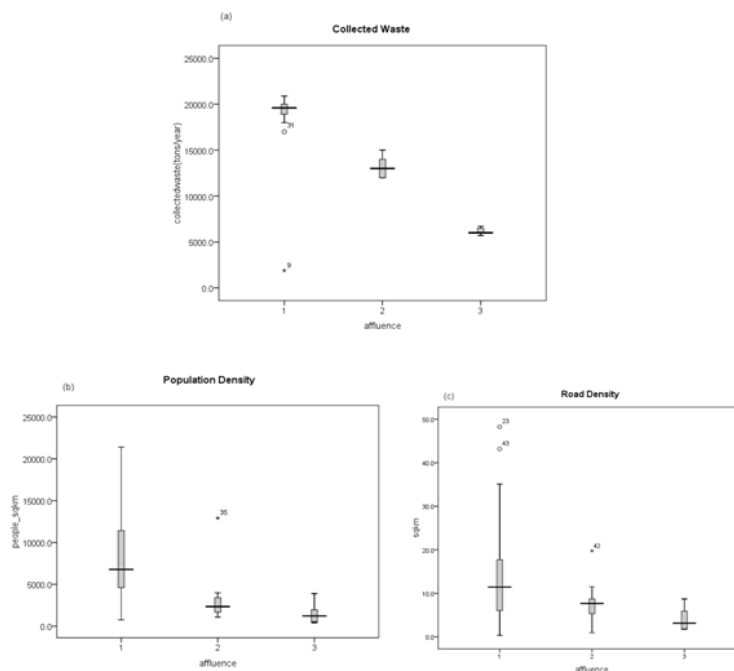 (a)
Collected Waste
collectedwaste(tons/year)
25000.0
20000.0
15000.0
10000.0
5000.0
0.0
31
9
1 2 3
affluence
(b)
Population Density
people_sqkm
25000.0
20000.0
15000.0
10000.0
5000.0
0.0
35
1 2 3
affluence
(c)
Road Density
sqkm
50.0
40.0
30.0
20.0
10.0
0.0
23
43
42
1 2 3
affluence